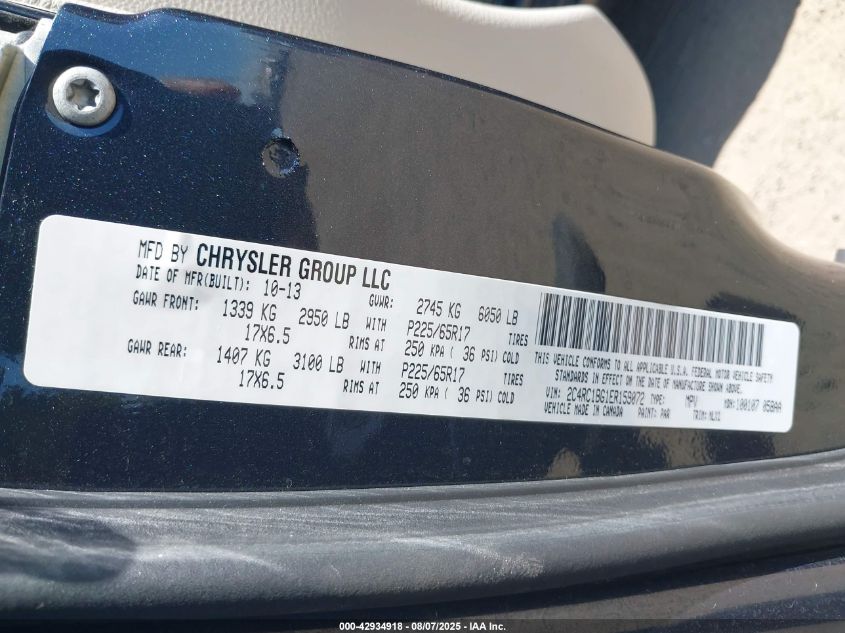 MFD BY CHRYSLER GROUP LLC
DATE OF MFR(BUILT): 10-13 GVWR: 2745 KG 6050 LB
GAWR FRONT: 1339 KG 2950 LB WITH P225/65R17 TIRES
17X6.5 RIMS AT 250 KPA ( 36 PSI) COLD
GAWR REAR: 1407 KG 3100 LB WITH P225/65R17 TIRES
17X6.5 RIMS AT 250 KPA ( 36 PSI) COLD
THIS VEHICLE CONFORMS TO ALL APPLICABLE U.S.A. FEDERAL MOTOR VEHICLE SAFETY
STANDARDS IN EFFECT ON THE DATE OF MANUFACTURE SHOWN ABOVE.
VIN: 2C4RC1BG1ER159072 TYPE: MPV MDH: 100107 058AA
VEHICLE MADE IN CANADA PAINT: PAR TRIM:
000-42934918 - 08/07/2025 - IAA Inc.